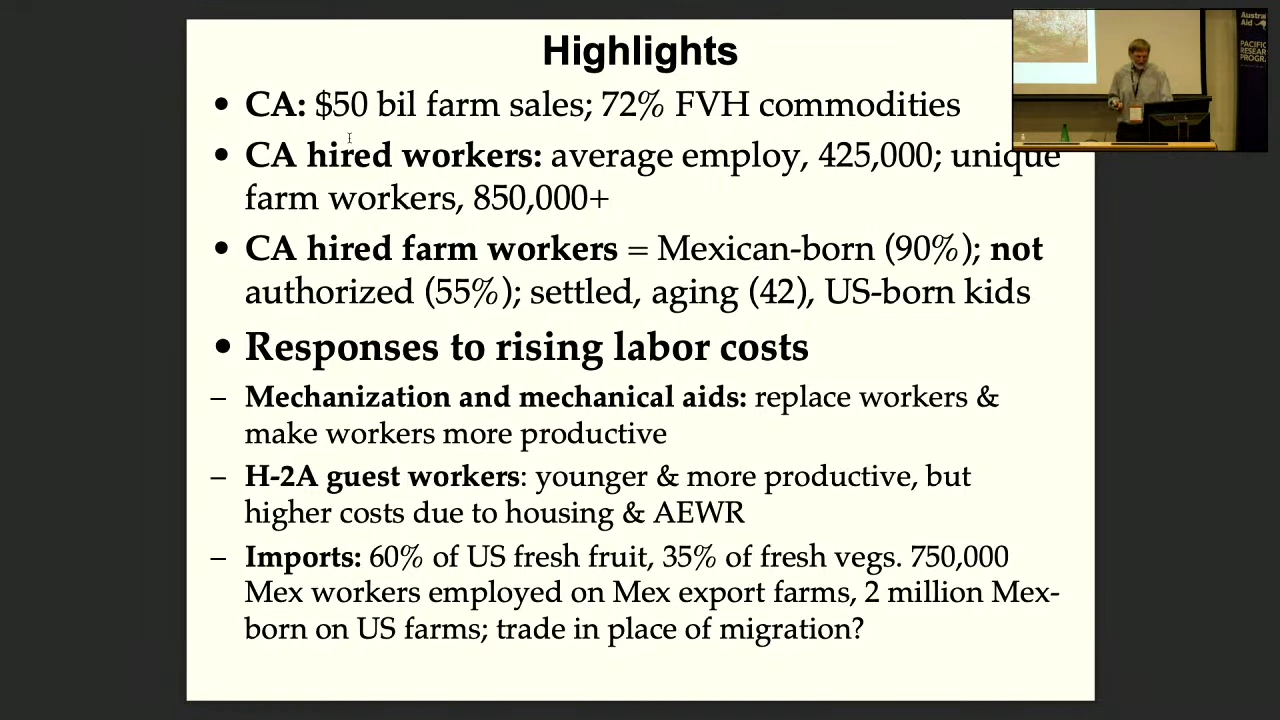 Highlights
• CA: $50 bil farm sales; 72% FVH commodities
• CA hired workers: average employ, 425,000; unique
farm workers, 850,000+
• CA hired farm workers = Mexican-born (90%); not
authorized (55%); settled, aging (42), US-born kids
• Responses to rising labor costs
– Mechanization and mechanical aids: replace workers &
make workers more productive
– H-2A guest workers: younger & more productive, but
higher costs due to housing & AEWR
– Imports: 60% of US fresh fruit, 35% of fresh vegs. 750,000
Mex workers employed on Mex export farms, 2 million Mex-
born on US farms; trade in place of migration?
Aid